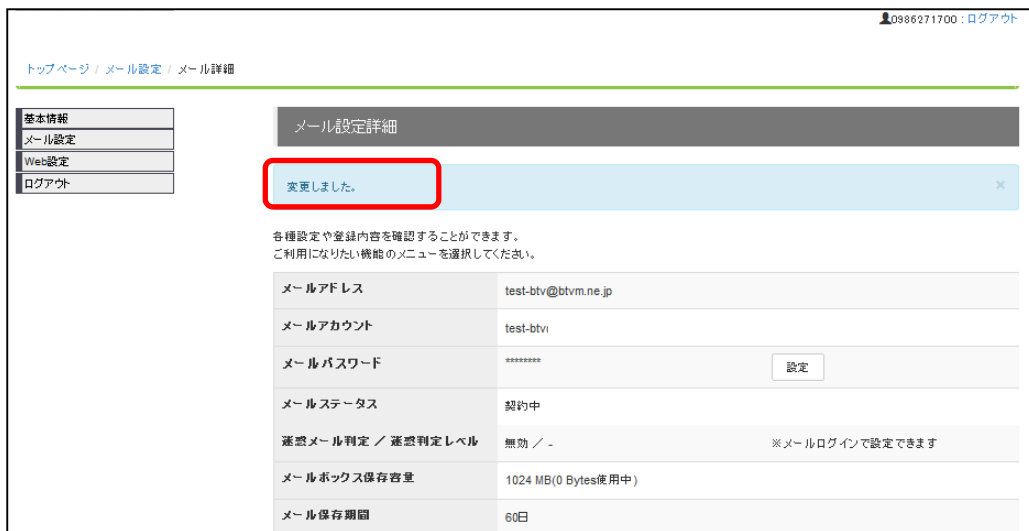 0986271700 : ログアウト
トップページ / メール設定 / メール詳細
基本情報
メール設定
Web設定
ログアウト
メール設定詳細
変更しました。
×
各種設定や登録内容を確認することができます。
ご利用になりたい機能のメニューを選択してください。
メールアドレス test-btv@btvm.ne.jp
メールアカウント test-btv
メールパスワード ******** 設定
メールステータス 契約中
迷惑メール判定 / 迷惑判定レベル 無効 / - ※メールログインで設定できます
メールボックス保存容量 1024 MB(0 Bytes使用中)
メール保存期間 60日